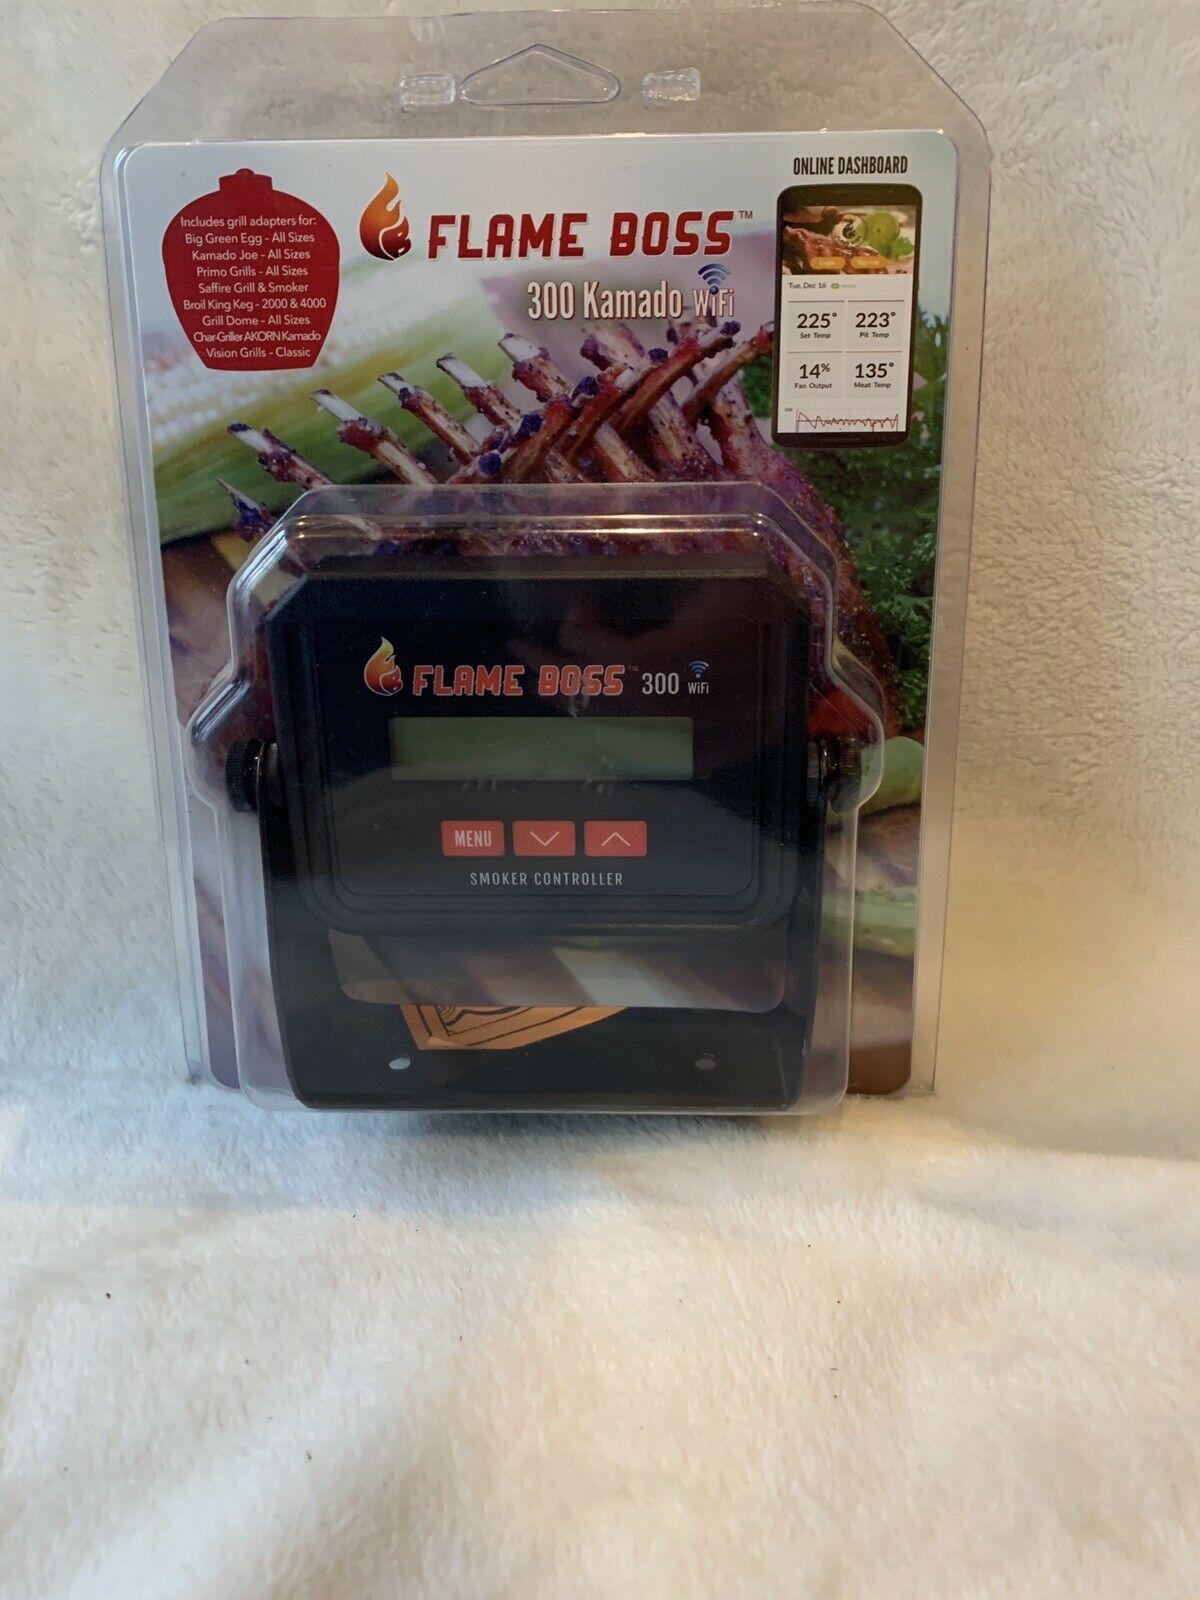 Includes grill adapters for:
Big Green Egg - All Sizes
Kamado Joe - All Sizes
Primo Grills - All Sizes
Saffire Grill & Smoker
Broil King Keg - 2000 & 4000
Grill Dome - All Sizes
Char-Griller AKORN Kamado
Vision Grills - Classic
FLAME BOSS™
300 Kamado WiFi
ONLINE DASHBOARD
Tue, Dec 16 Online
225° 223°
Set Temp Pit Temp
14% 135°
Fan Output Meat Temp
250
FLAME BOSS™ 300 WiFi
MENU
SMOKER CONTROLLER